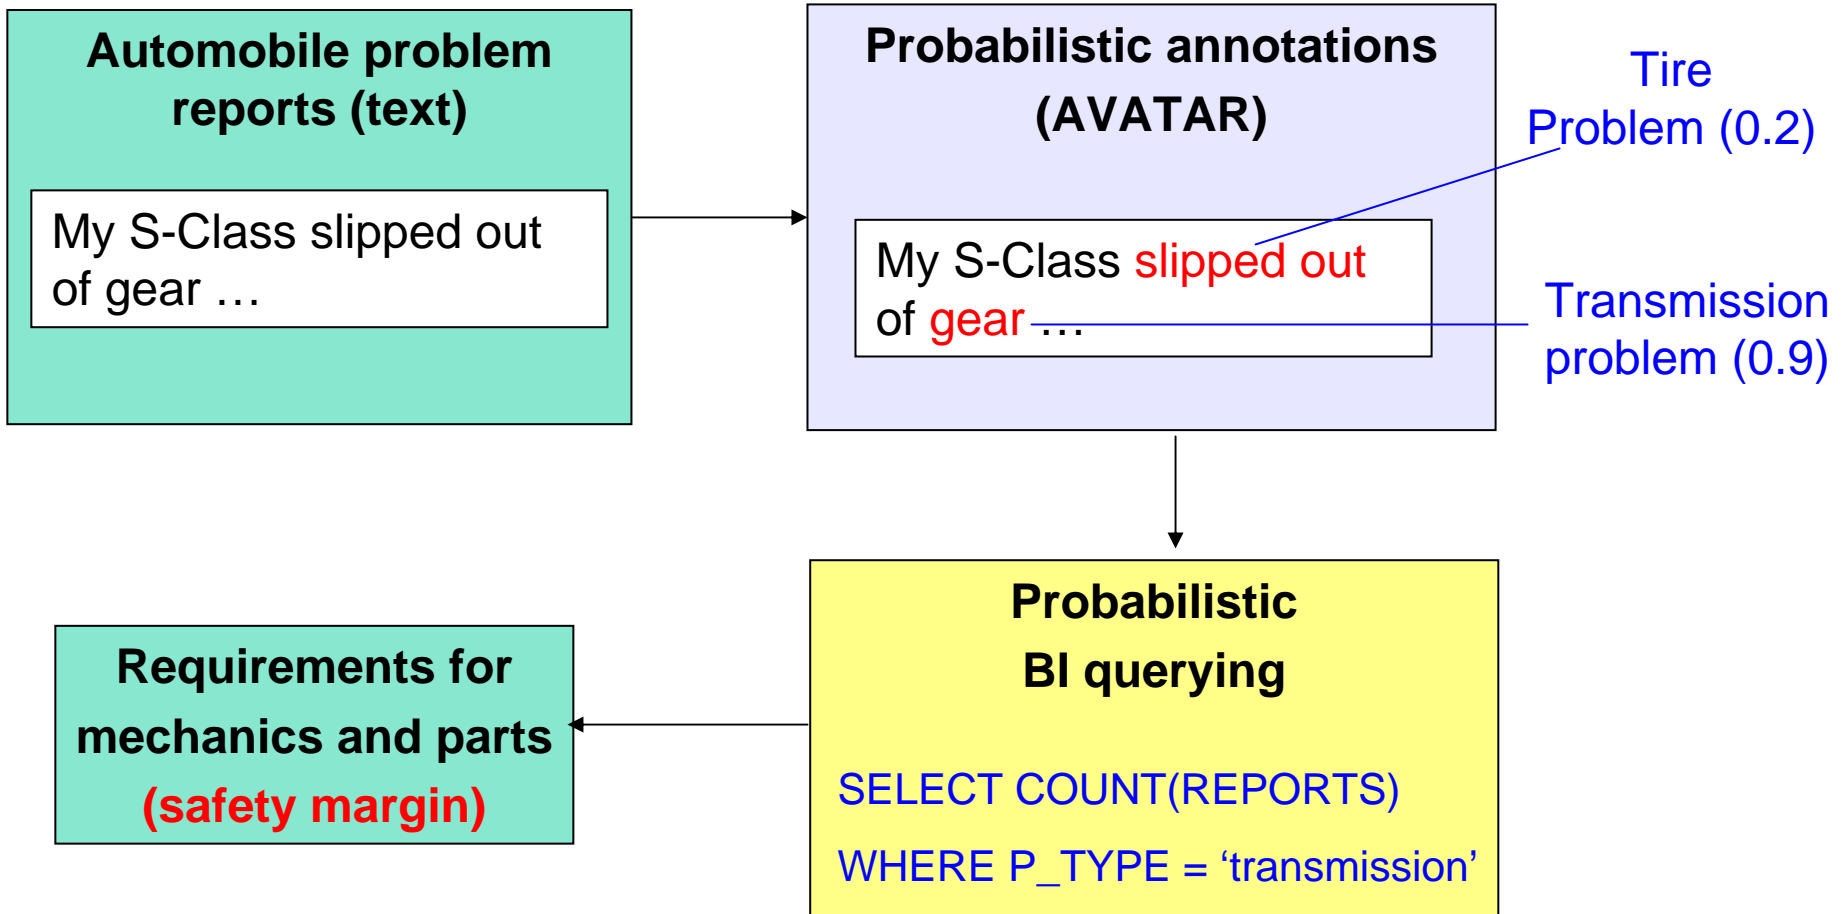 Automobile problem
reports (text)
My S-Class slipped out
of gear …
Probabilistic annotations
(AVATAR)
My S-Class slipped out
of gear …
Tire
Problem (0.2)
Transmission
problem (0.9)
Probabilistic
BI querying
SELECT COUNT(REPORTS)
WHERE P_TYPE = ‘transmission’
Requirements for
mechanics and parts
(safety margin)